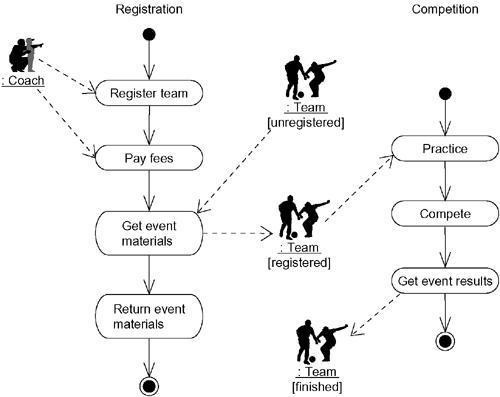 Registration
Competition
: Coach
Register team
: Team
[unregistered]
Pay fees
Practice
Get event
materials
: Team
[registered]
Compete
Get event results
Return event
materials
: Team
[finished]